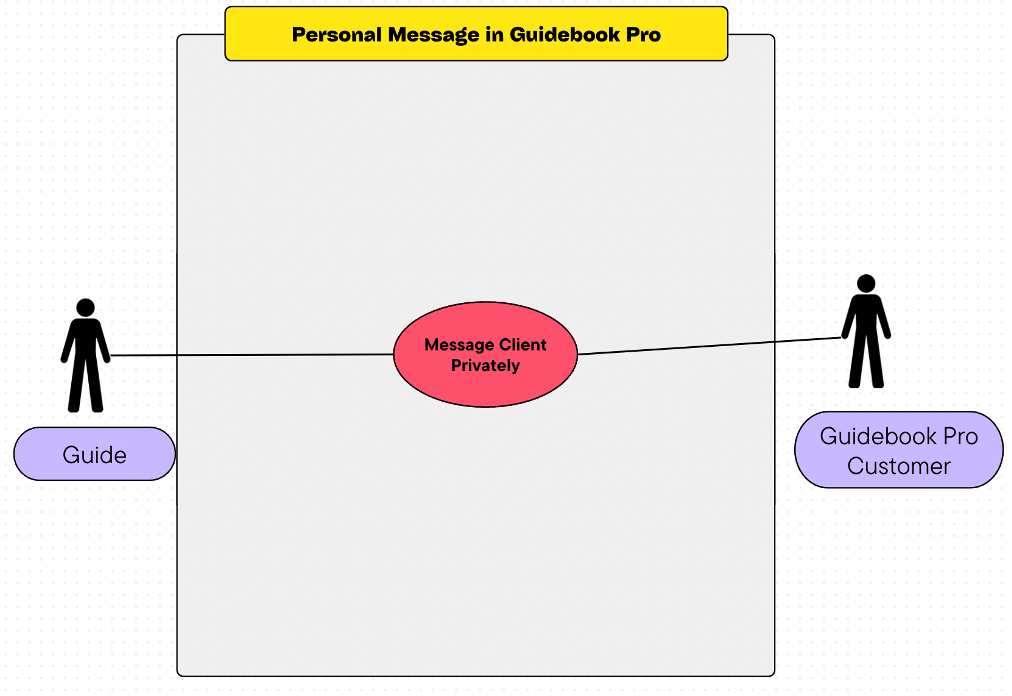 Personal Message in Guidebook Pro
Message Client
Privately
Guide
Guidebook Pro
Customer